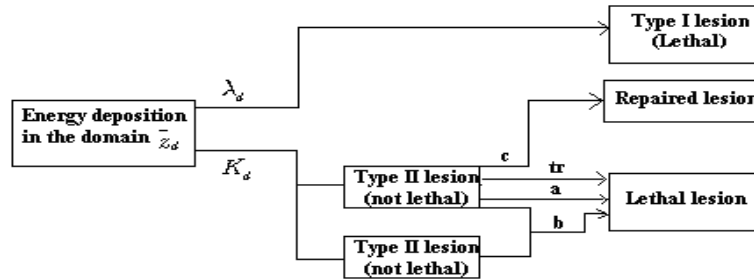 Type I lesion
(Lethal)
λd
Repaired lesion
Energy deposition
in the domain z̄d
c
tr
Kd
Type II lesion
(not lethal)
a
Lethal lesion
b
Type II lesion
(not lethal)